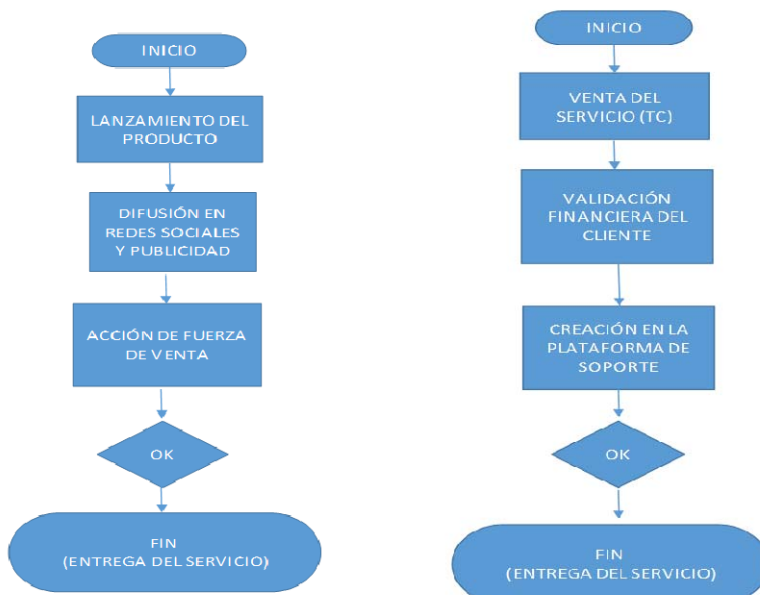 INICIO
LANZAMIENTO DEL
PRODUCTO
DIFUSIÓN EN
REDES SOCIALES
Y PUBLICIDAD
ACCIÓN DE FUERZA
DE VENTA
OK
FIN
(ENTREGA DEL SERVICIO)
INICIO
VENTA DEL
SERVICIO (TC)
VALIDACIÓN
FINANCIERA DEL
CLIENTE
CREACIÓN EN LA
PLATAFORMA DE
SOPORTE
OK
FIN
(ENTREGA DEL SERVICIO)